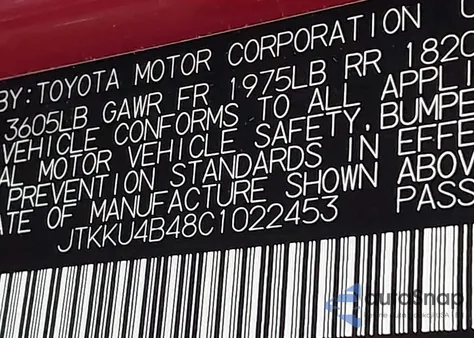 BY: TOYOTA MOTOR CORPORATION
3605LB GAWR FR 1975LB RR 1820
VEHICLE CONFORMS TO ALL APPLI
AL MOTOR VEHICLE SAFETY, BUMPE
PREVENTION STANDARDS IN EFFE
ATE OF MANUFACTURE SHOWN ABOV
JTKKU4B48C1022453 PASS
autoSnap